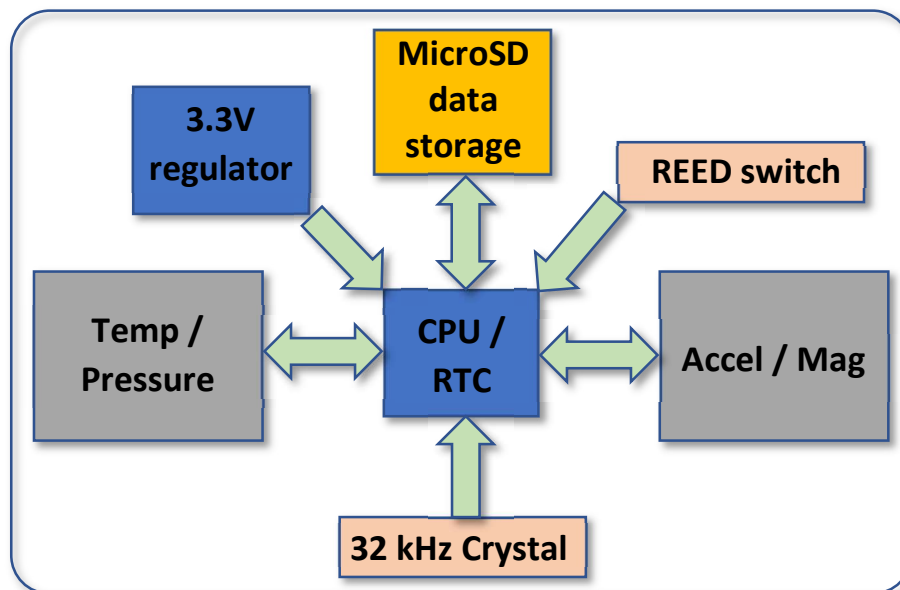 MicroSD
data
storage
3.3V
regulator
REED switch
Temp /
Pressure
CPU /
RTC
Accel / Mag
32 kHz Crystal